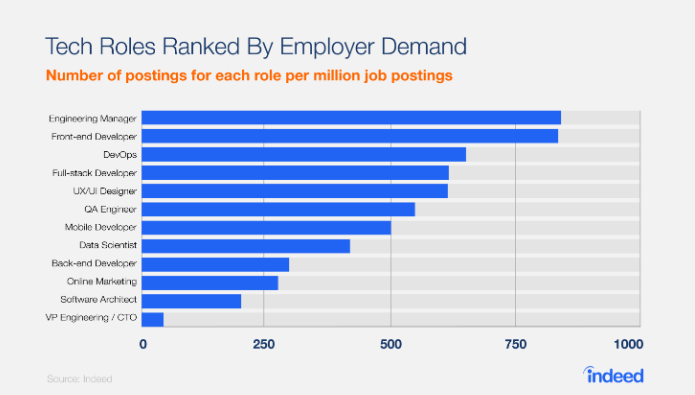 Tech Roles Ranked By Employer Demand
Number of postings for each role per million job postings
Engineering Manager
Front-end Developer
DevOps
Full-stack Developer
UX/UI Designer
QA Engineer
Mobile Developer
Data Scientist
Back-end Developer
Online Marketing
Software Architect
VP Engineering / CTO
0 250 500 750 1000
Source: Indeed
indeed